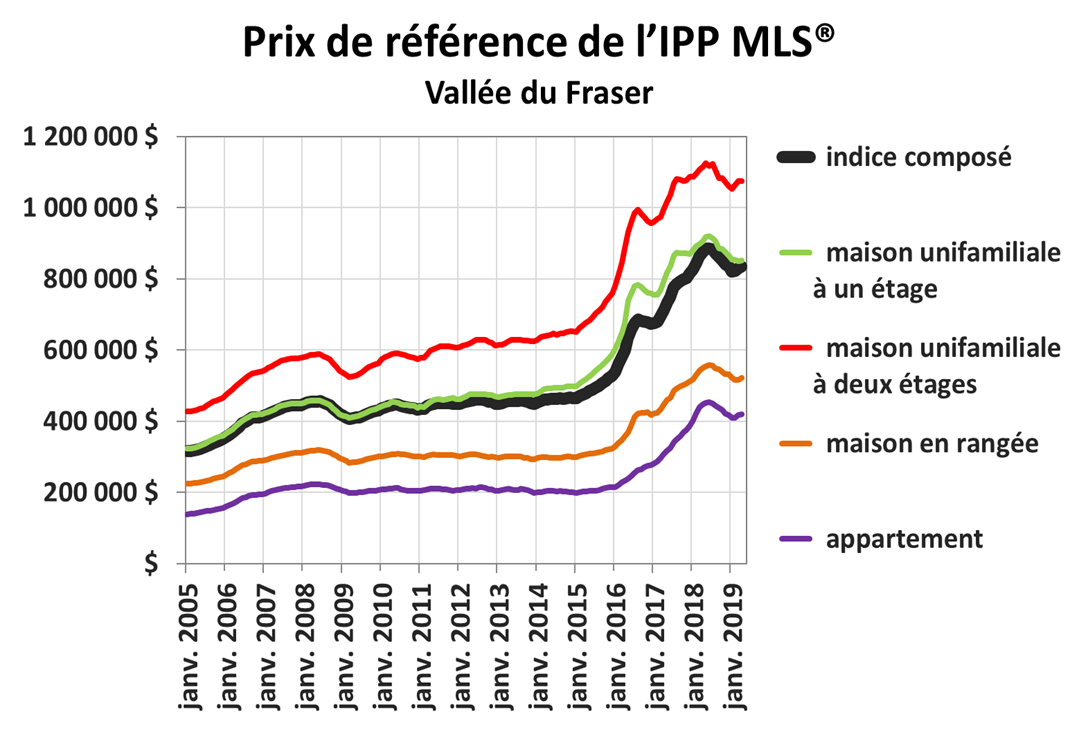 Prix de référence de l’IPP MLS®
Vallée du Fraser
1 200 000 $
1 000 000 $
800 000 $
600 000 $
400 000 $
200 000 $
$
janv. 2005
janv. 2006
janv. 2007
janv. 2008
janv. 2009
janv. 2010
janv. 2011
janv. 2012
janv. 2013
janv. 2014
janv. 2015
janv. 2016
janv. 2017
janv. 2018
janv. 2019
indice composé
maison unifamiliale
à un étage
maison unifamiliale
à deux étages
maison en rangée
appartement